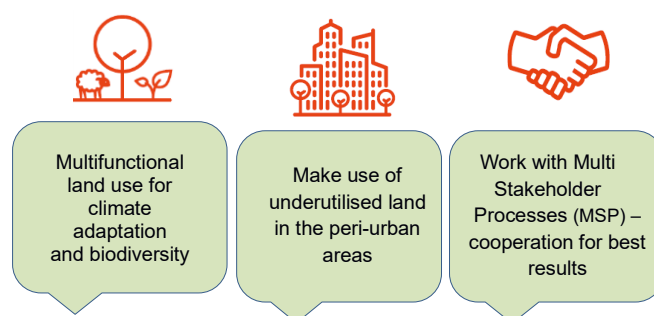 Multifunctional
land use for
climate
adaptation
and biodiversity
Make use of
underutilised land
in the peri-urban
areas
Work with Multi
Stakeholder
Processes (MSP) –
cooperation for best
results